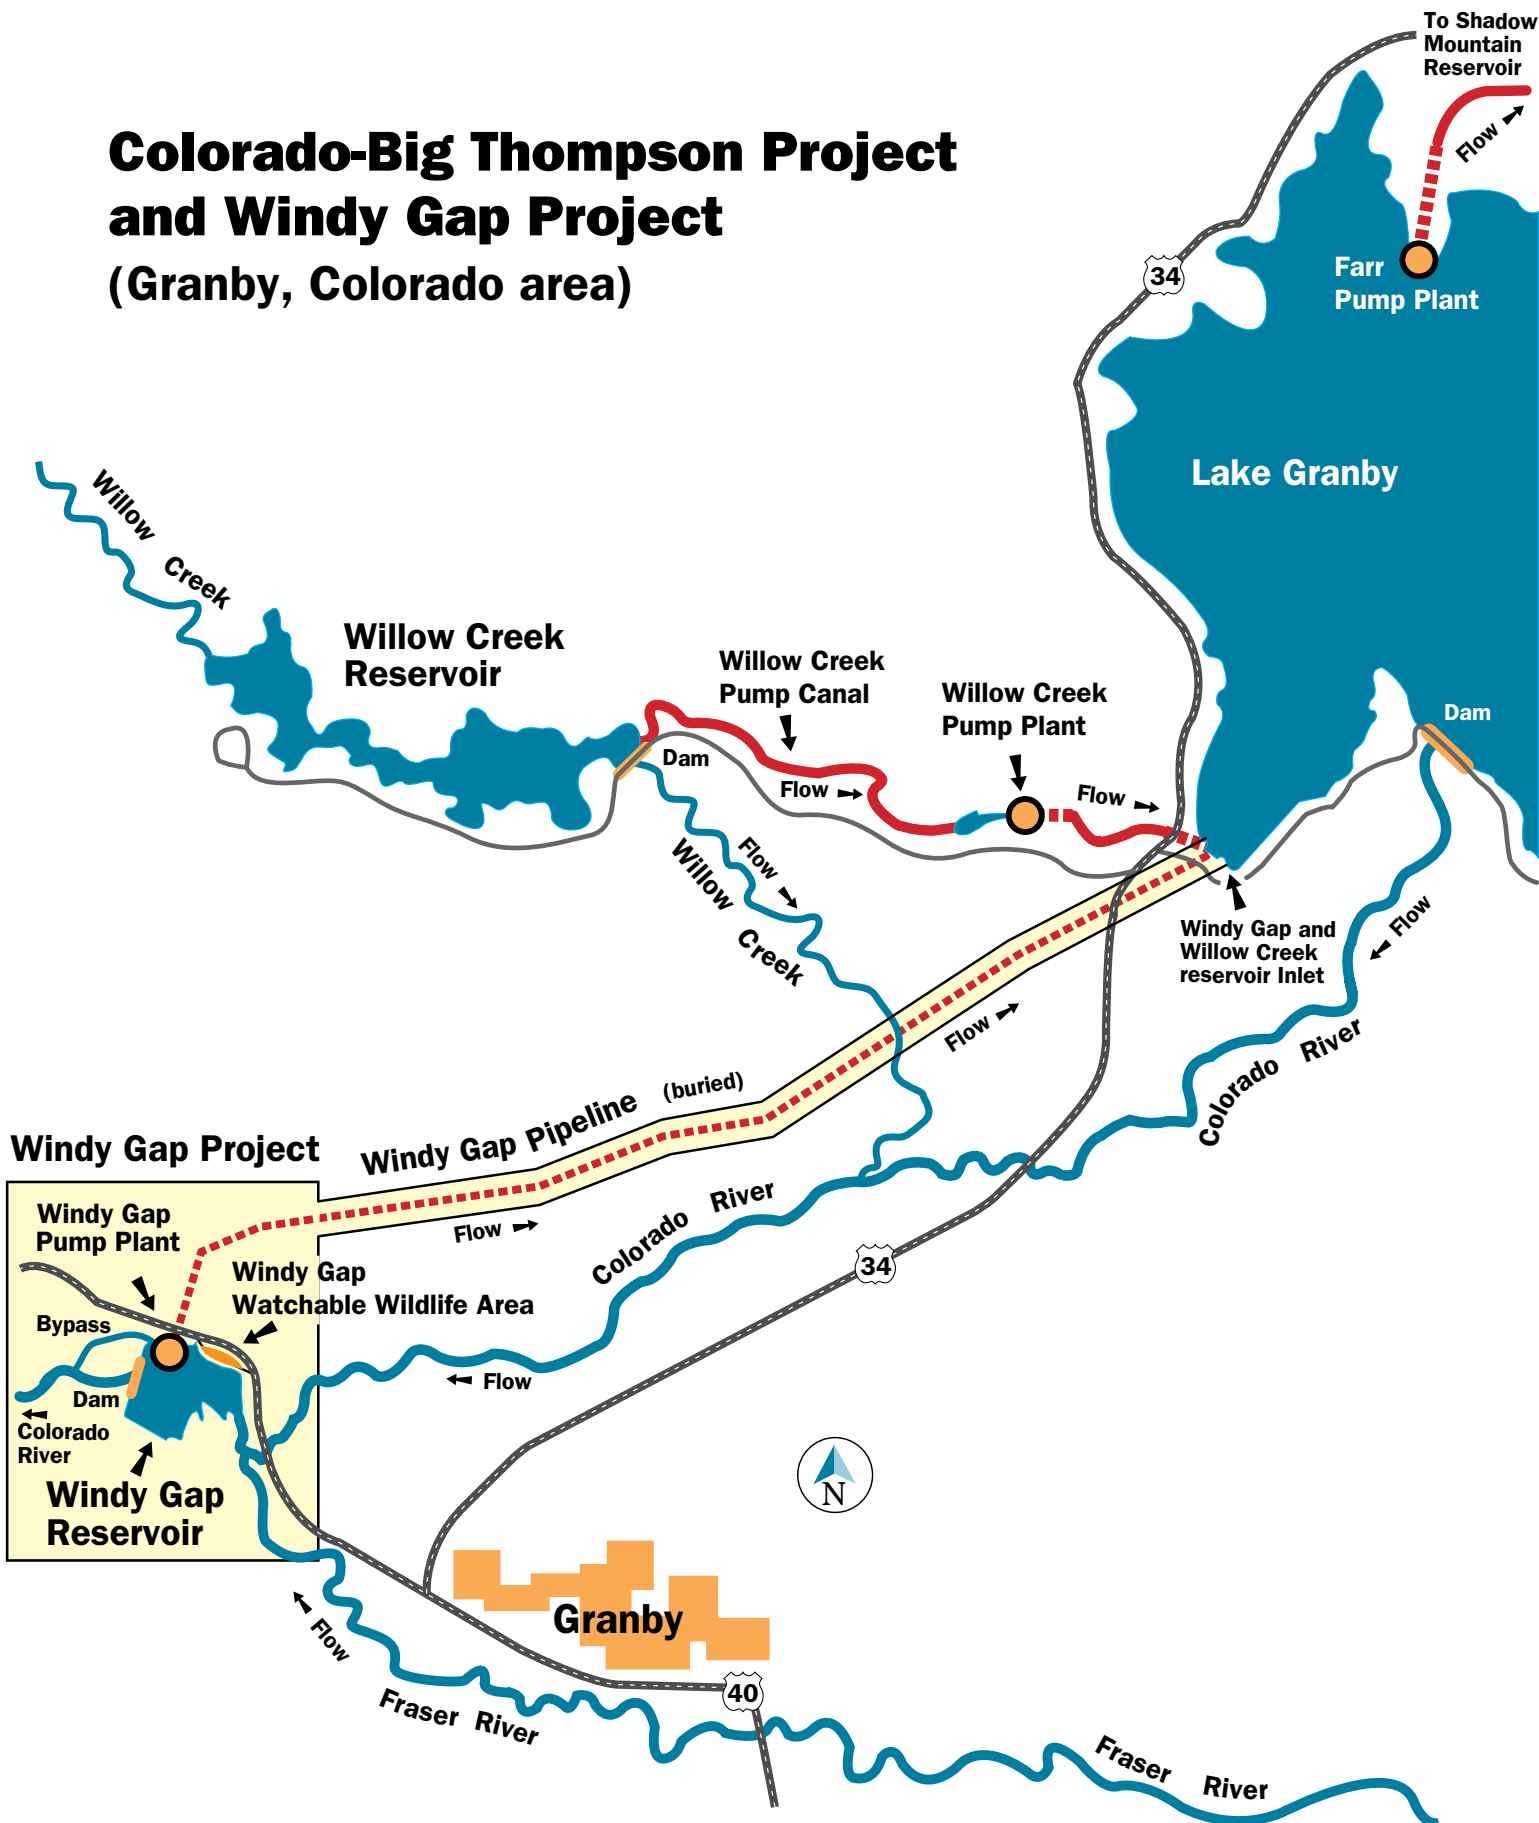 To Shadow
Mountain
Reservoir
Flow
Colorado-Big Thompson Project
and Windy Gap Project
(Granby, Colorado area)
34
Farr
Pump Plant
Lake Granby
Willow Creek
Willow Creek
Reservoir
Willow Creek
Pump Canal
Willow Creek
Pump Plant
Dam
Dam
Flow
Flow
Flow
Willow Creek
Windy Gap and
Willow Creek
reservoir Inlet
Flow
Flow
Colorado River
Windy Gap Pipeline (buried)
Windy Gap Project
Windy Gap
Pump Plant
Flow
Colorado River
34
Windy Gap
Watchable Wildlife Area
Bypass
Dam
Flow
Colorado
River
Windy Gap
Reservoir
N
Granby
Flow
40
Fraser River
Fraser River